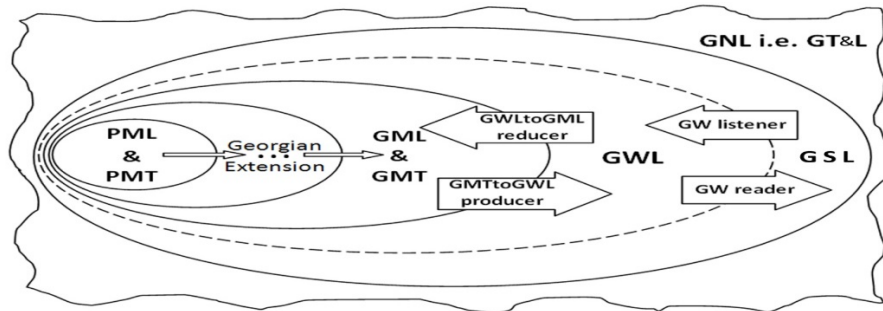 GNL i.e. GT&L
PML
&
PMT
Georgian
...
Extension
GML
&
GMT
GWLtoGML
reducer
GMTtoGWL
producer
GWL
GW listener
GW reader
G S L